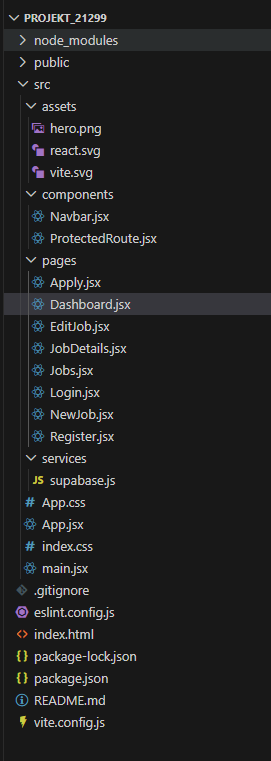 PROJEKT_21299
node_modules
public
src
assets
hero.png
react.svg
vite.svg
components
Navbar.jsx
ProtectedRoute.jsx
pages
Apply.jsx
Dashboard.jsx
EditJob.jsx
JobDetails.jsx
Jobs.jsx
Login.jsx
NewJob.jsx
Register.jsx
services
JS supabase.js
# App.css
App.jsx
# index.css
main.jsx
.gitignore
eslint.config.js
<> index.html
{} package-lock.json
{} package.json
README.md
vite.config.js